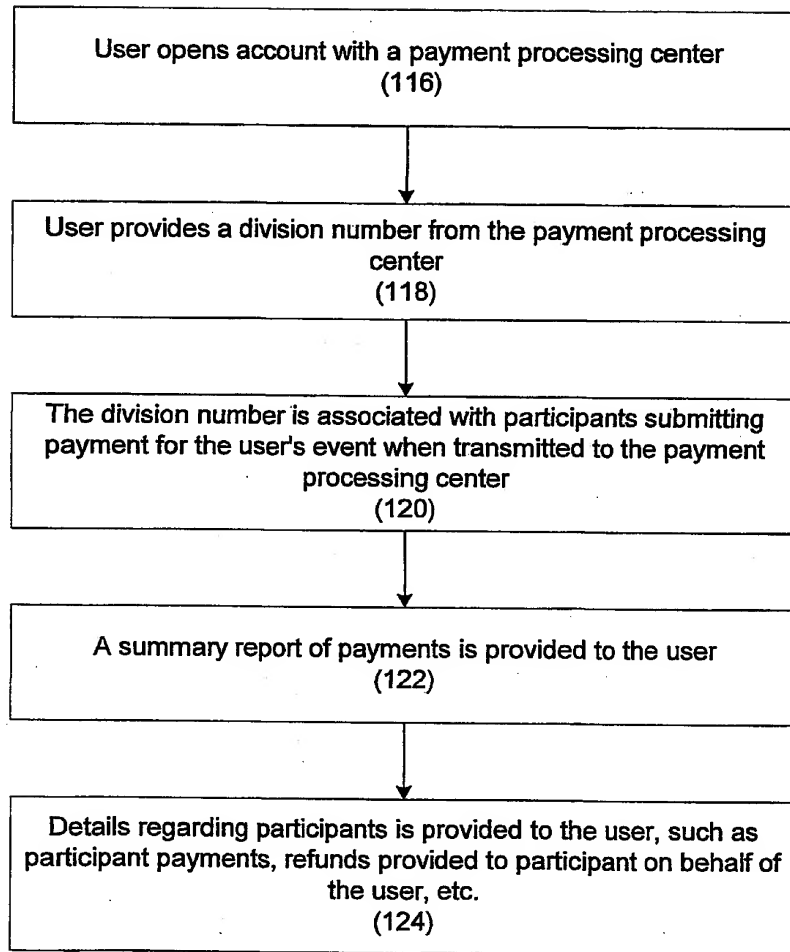 User opens account with a payment processing center
(116)
User provides a division number from the payment processing
center
(118)
The division number is associated with participants submitting
payment for the user's event when transmitted to the payment
processing center
(120)
A summary report of payments is provided to the user
(122)
Details regarding participants is provided to the user, such as
participant payments, refunds provided to participant on behalf of
the user, etc.
(124)